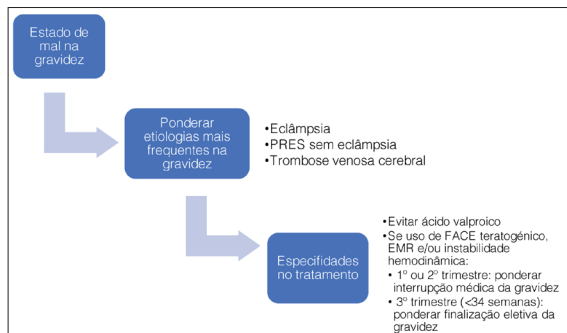 Estado de
mal na
gravidez
Ponderar
etiologias mais
frequentes na
gravidez
•Eclâmpsia
•PRES sem eclâmpsia
•Trombose venosa cerebral
Especifidades
no tratamento
•Evitar ácido valproico
•Se uso de FACE teratogénico,
EMR e/ou instabilidade
hemodinâmica:
•1º ou 2º trimestre: ponderar
interrupção médica da gravidez
•3º trimestre (<34 semanas):
ponderar finalização eletiva da
gravidez